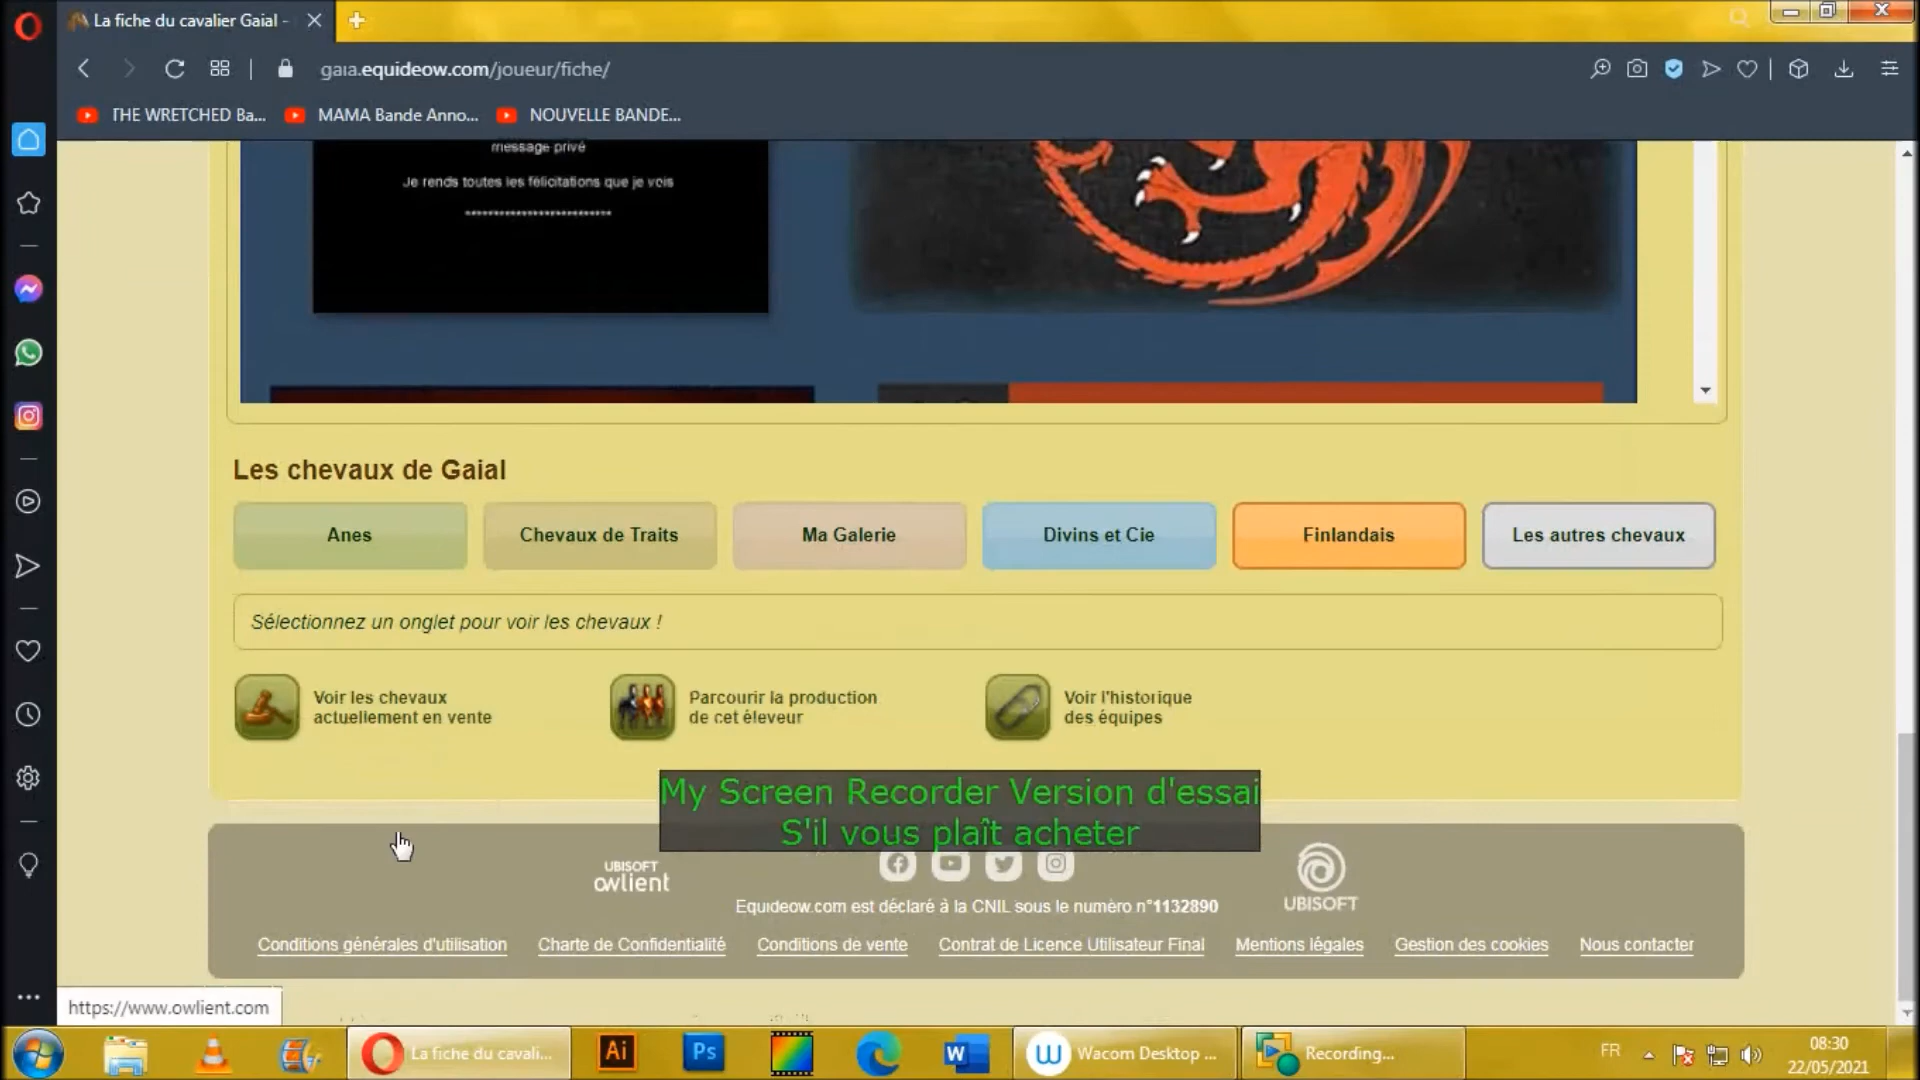 La fiche du cavalier Gaial -
gaia.equideow.com/joueur/fiche/
THE WRETCHED Ba...
MAMA Bande Anno...
NOUVELLE BANDE...
message privé
Je rends toutes les félicitations que je vois
***************************
Les chevaux de Gaial
Anes
Chevaux de Traits
Ma Galerie
Divins et Cie
Finlandais
Les autres chevaux
Sélectionnez un onglet pour voir les chevaux !
Voir les chevaux
actuellement en vente
Parcourir la production
de cet éleveur
Voir l'historique
des équipes
My Screen Recorder Version d'essai
S'il vous plaît acheter
UBISOFT
owlient
UBISOFT
Equideow.com est déclaré à la CNIL sous le numéro n°1132890
Conditions générales d'utilisation
Charte de Confidentialité
Conditions de vente
Contrat de Licence Utilisateur Final
Mentions légales
Gestion des cookies
Nous contacter
https://www.owlient.com
La fiche du cavali...
Ai
Ps
W
Wacom Desktop ...
Recording...
FR
08:30
22/05/2021